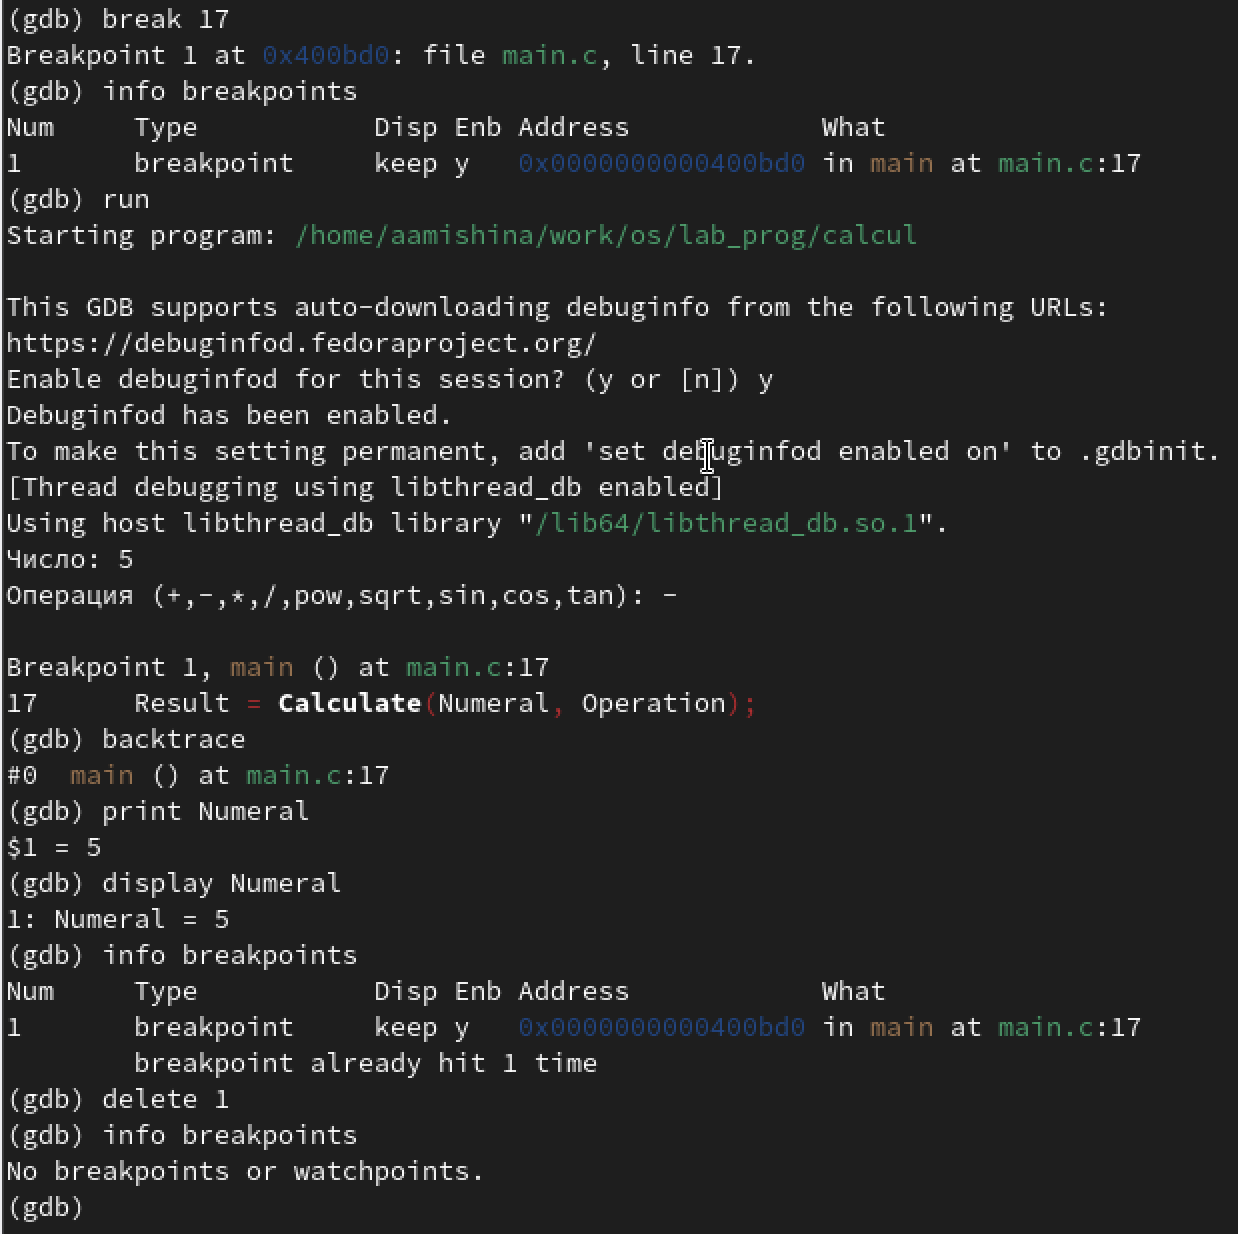 (gdb) break 17
Breakpoint 1 at 0x400bd0: file main.c, line 17.
(gdb) info breakpoints
Num     Type           Disp Enb Address            What
1       breakpoint     keep y   0x0000000000400bd0 in main at main.c:17
(gdb) run
Starting program: /home/aamishina/work/os/lab_prog/calcul
This GDB supports auto-downloading debuginfo from the following URLs:
https://debuginfod.fedoraproject.org/
Enable debuginfod for this session? (y or [n]) y
Debuginfod has been enabled.
To make this setting permanent, add 'set debuginfod enabled on' to .gdbinit.
[Thread debugging using libthread_db enabled]
Using host libthread_db library "/lib64/libthread_db.so.1".
Число: 5
Операция (+,-,*,/,pow,sqrt,sin,cos,tan): -
Breakpoint 1, main () at main.c:17
17      Result = Calculate(Numeral, Operation);
(gdb) backtrace
#0  main () at main.c:17
(gdb) print Numeral
$1 = 5
(gdb) display Numeral
1: Numeral = 5
(gdb) info breakpoints
Num     Type           Disp Enb Address            What
1       breakpoint     keep y   0x0000000000400bd0 in main at main.c:17
        breakpoint already hit 1 time
(gdb) delete 1
(gdb) info breakpoints
No breakpoints or watchpoints.
(gdb)